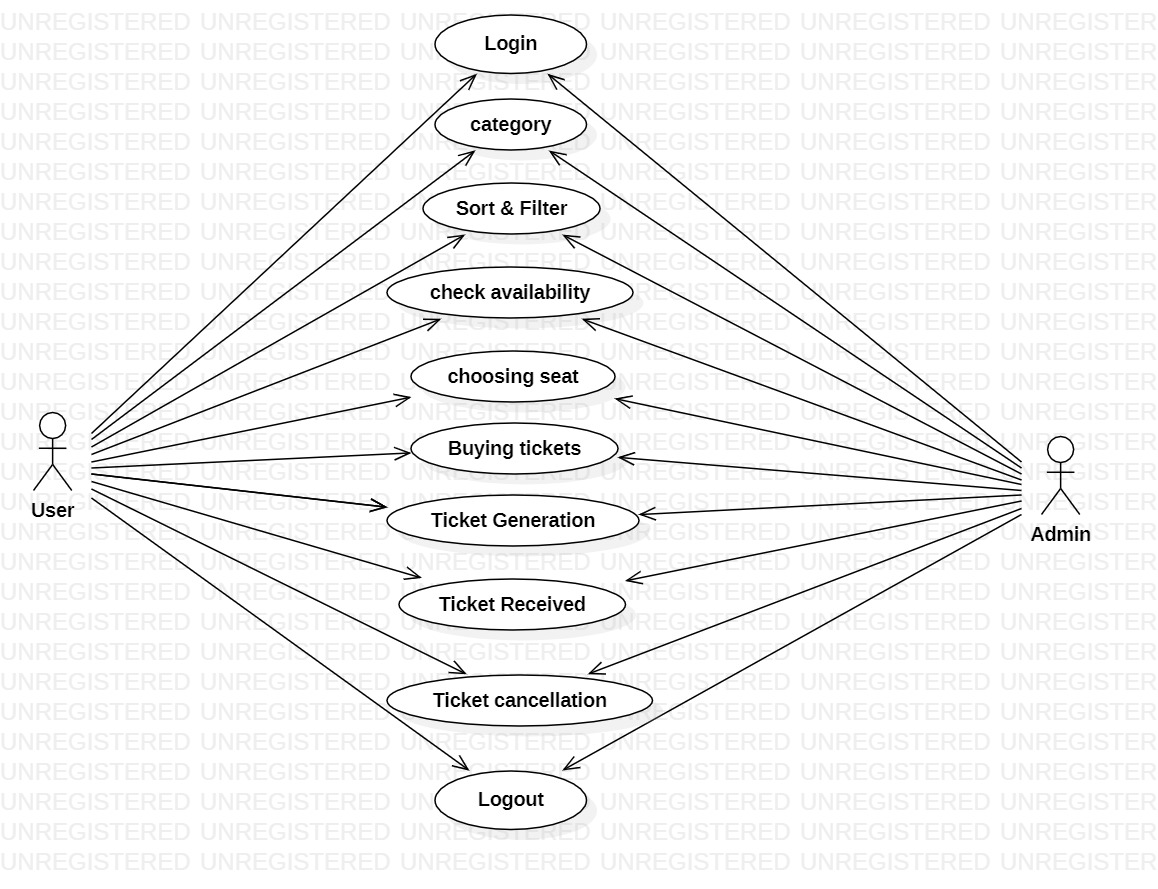 Login
category
Sort & Filter
check availability
choosing seat
Buying tickets
Ticket Generation
User
Admin
Ticket Received
Ticket cancellation
Logout
UNREGISTERED UNREGISTERED UNREGISTERED UNREGISTERED UNREGISTERED UNREGISTER